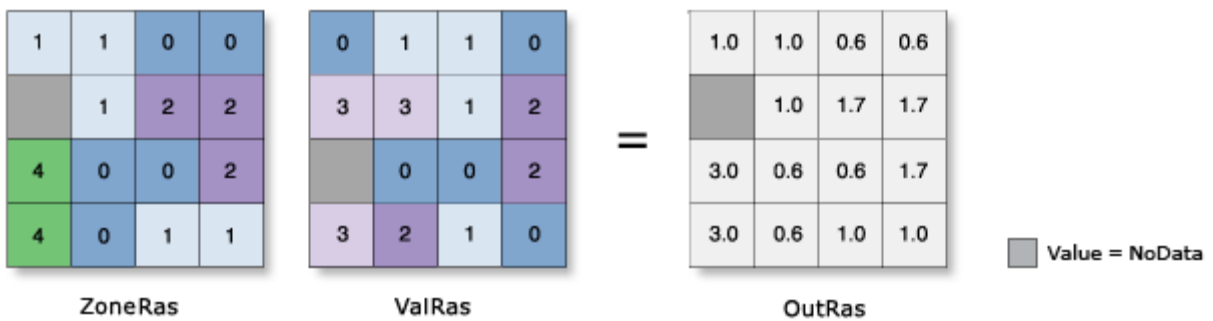 1 1 0 0 0 1 1 0 1.0 1.0 0.6 0.6
1 2 2 3 3 1 2 = 1.0 1.7 1.7
4 0 0 2 0 0 2 3.0 0.6 0.6 1.7
4 0 1 1 3 2 1 0 3.0 0.6 1.0 1.0
Value = NoData
ZoneRas ValRas OutRas